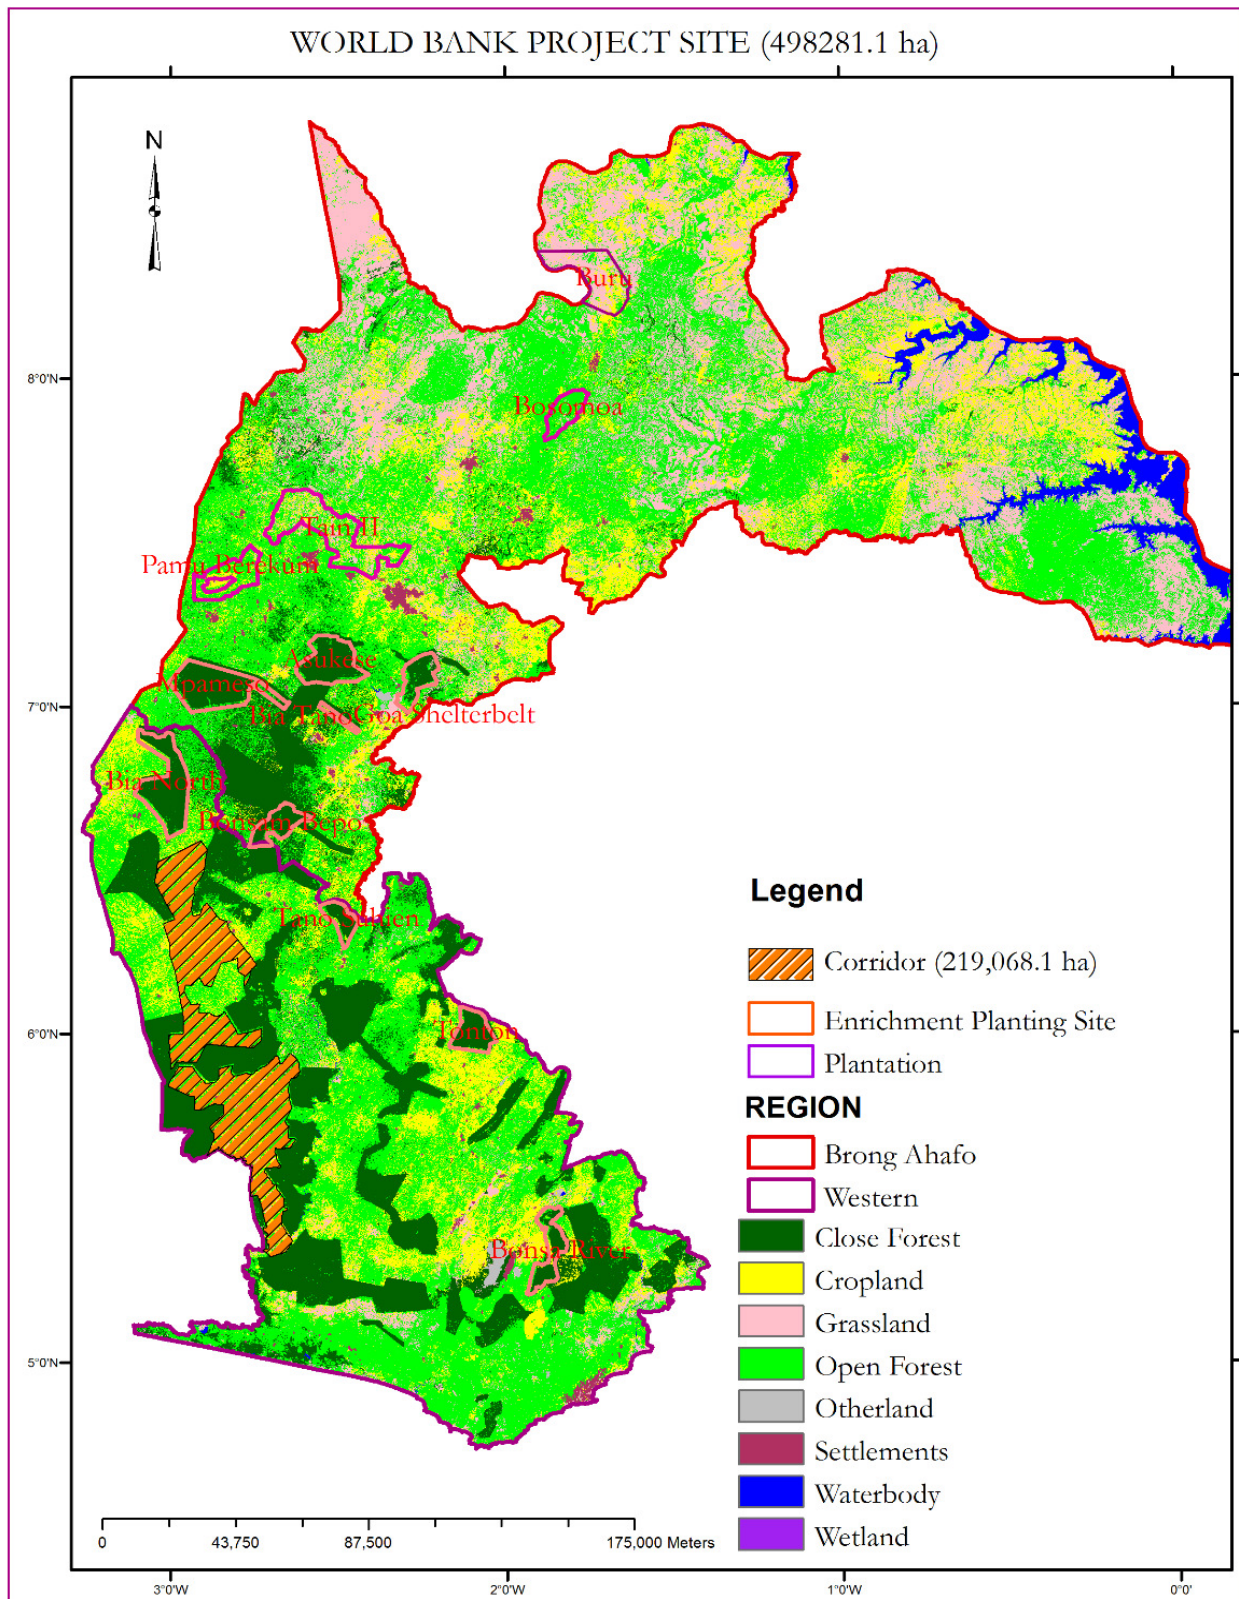 WORLD BANK PROJECT SITE (498281.1 ha)
N
Buru
8°0'N
Bosomoa
Tain II
Pamu Berekum
Asukese
Mpameso
7°0'N
Bia Tano Goa Shelterbelt
Bia North
Bonsam Bepo
Tano Suhien
6°0'N
Tonton
Bonsa River
5°0'N
Legend
Corridor (219,068.1 ha)
Enrichment Planting Site
Plantation
REGION
Brong Ahafo
Western
Close Forest
Cropland
Grassland
Open Forest
Otherland
Settlements
Waterbody
Wetland
0 43,750 87,500 175,000 Meters
3°0'W 2°0'W 1°0'W 0°0'